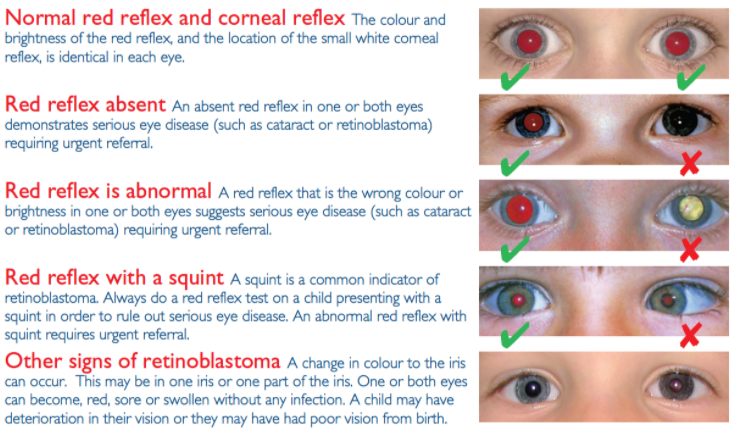 Normal red reflex and corneal reflex The colour and
brightness of the red reflex, and the location of the small white corneal
reflex, is identical in each eye.
Red reflex absent An absent red reflex in one or both eyes
demonstrates serious eye disease (such as cataract or retinoblastoma)
requiring urgent referral.
Red reflex is abnormal A red reflex that is the wrong colour or
brightness in one or both eyes suggests serious eye disease (such as cataract
or retinoblastoma) requiring urgent referral.
Red reflex with a squint A squint is a common indicator of
retinoblastoma. Always do a red reflex test on a child presenting with a
squint in order to rule out serious eye disease. An abnormal red reflex with
squint requires urgent referral.
Other signs of retinoblastoma A change in colour to the iris
can occur. This may be in one iris or one part of the iris. One or both eyes
can become, red, sore or swollen without any infection. A child may have
deterioration in their vision or they may have had poor vision from birth.